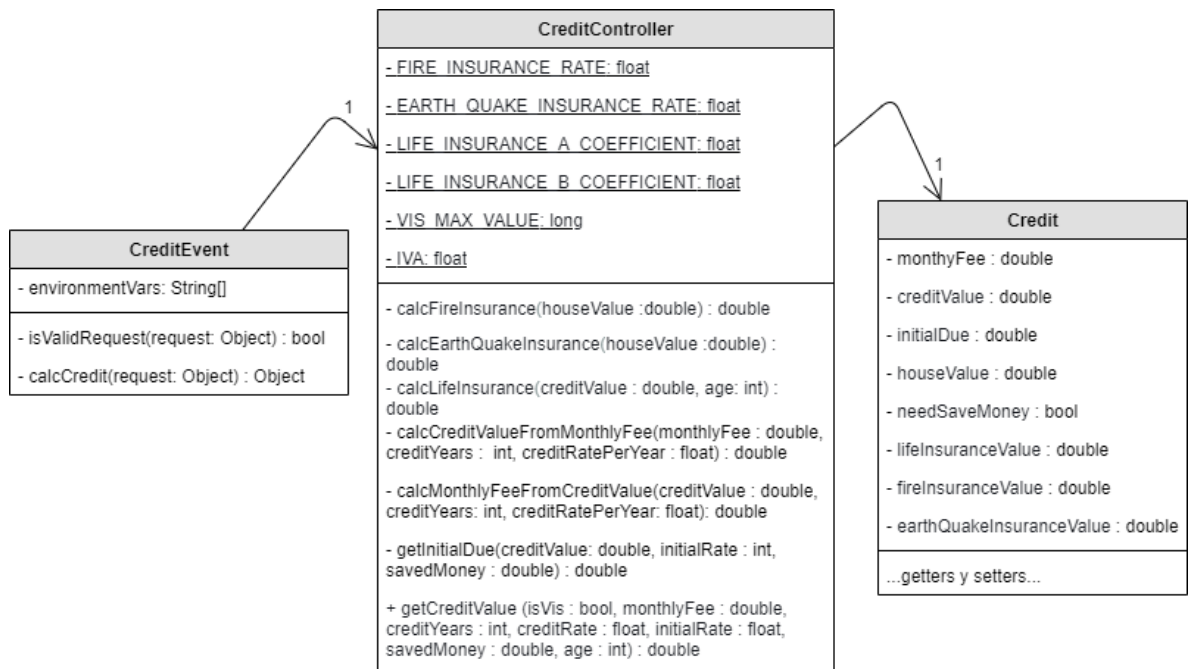 CreditController
- FIRE_INSURANCE_RATE: float
- EARTH_QUAKE_INSURANCE_RATE: float
- LIFE_INSURANCE_A_COEFFICIENT: float
- LIFE_INSURANCE_B_COEFFICIENT: float
- VIS_MAX_VALUE: long
- IVA: float
- calcFireInsurance(houseValue :double) : double
- calcEarthQuakeInsurance(houseValue :double) :
double
- calcLifeInsurance(creditValue : double, age: int) :
double
- calcCreditValueFromMonthlyFee(monthlyFee : double,
creditYears : int, creditRatePerYear : float) : double
- calcMonthlyFeeFromCreditValue(creditValue : double,
creditYears: int, creditRatePerYear: float): double
- getInitialDue(creditValue: double, initialRate : int,
savedMoney : double) : double
+ getCreditValue (isVis : bool, monthlyFee : double,
creditYears : int, creditRate : float, initialRate : float,
savedMoney : double, age : int) : double
1
1
CreditEvent
- environmentVars: String[]
- isValidRequest(request: Object) : bool
- calcCredit(request: Object) : Object
Credit
- monthyFee : double
- creditValue : double
- initialDue : double
- houseValue : double
- needSaveMoney : bool
- lifeInsuranceValue : double
- fireInsuranceValue : double
- earthQuakeInsuranceValue : double
...getters y setters...